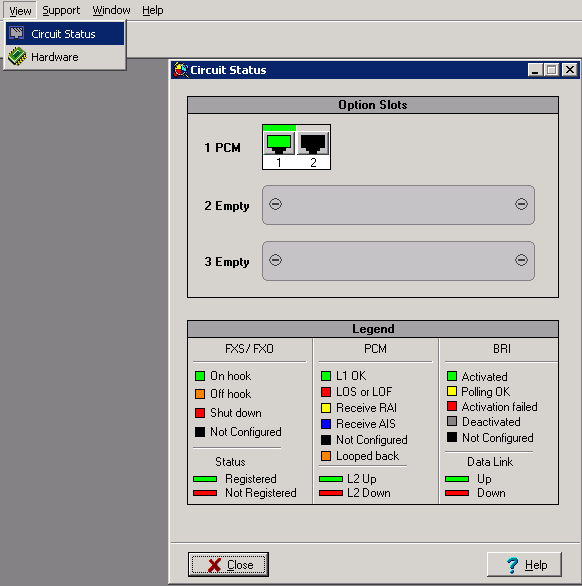 View Support Window Help
Circuit Status
Hardware
Circuit Status
Option Slots
1 PCM
1 2
2 Empty
3 Empty
Legend
FXS/ FXO PCM BRI
On hook L1 OK Activated
Off hook LOS or LOF Polling OK
Shut down Receive RAI Activation failed
Not Configured Receive AIS Deactivated
Not Configured Not Configured
Looped back
Status Data Link
Registered L2 Up Up
Not Registered L2 Down Down
Close ? Help